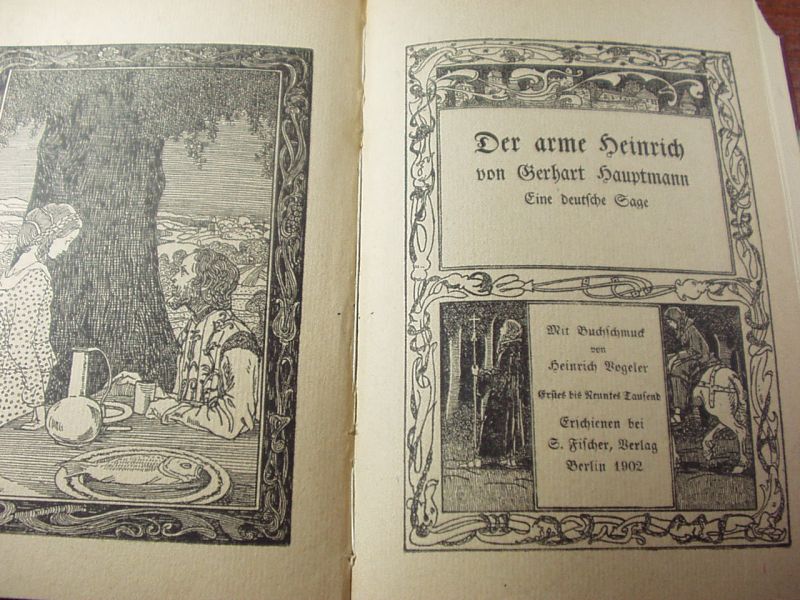 Der arme Heinrich
von Gerhart Hauptmann
Eine deutsche Sage
Mit Buchschmuck
von
Heinrich Vogeler
Erstes bis Neuntes Tausend
Erschienen bei
S. Fischer, Verlag
Berlin 1902